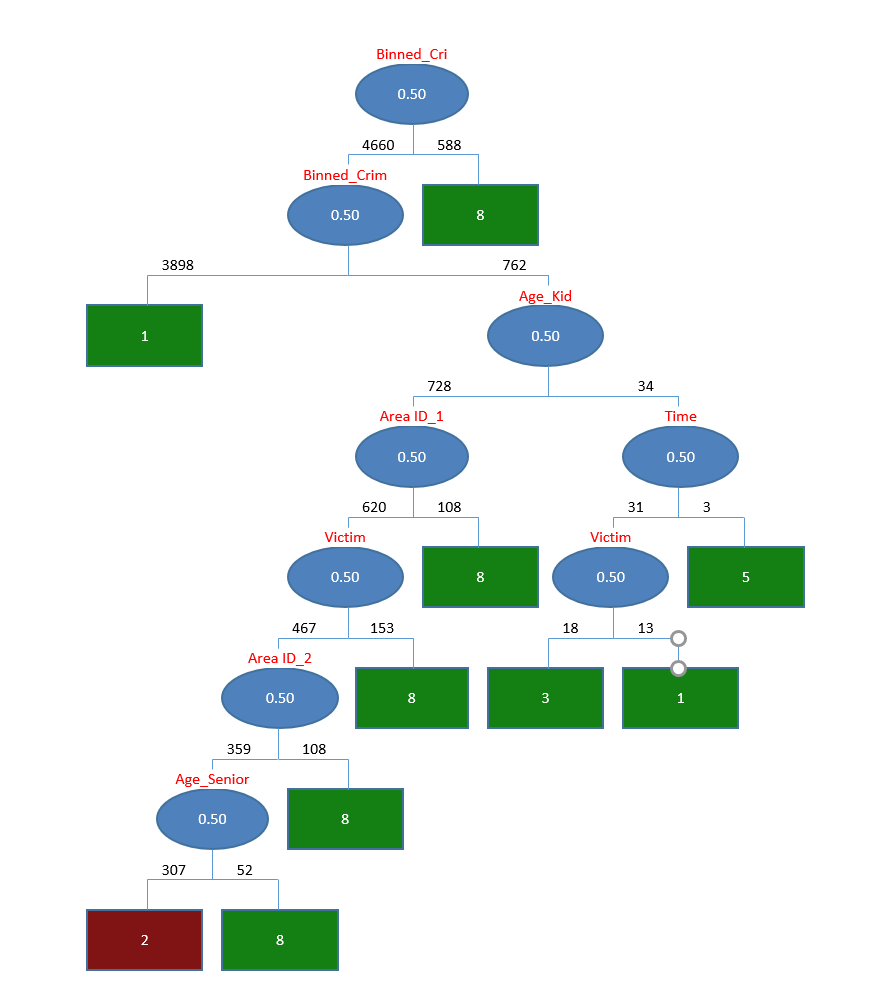 Binned_Cri
0.50
4660 588
Binned_Crim
0.50 8
3898 762
Age_Kid
1 0.50
728 34
Area ID_1 Time
0.50 0.50
620 108 31 3
Victim Victim
0.50 8 0.50 5
467 153 18 13
Area ID_2
0.50 8 3 1
359 108
Age_Senior
0.50 8
307 52
2 8